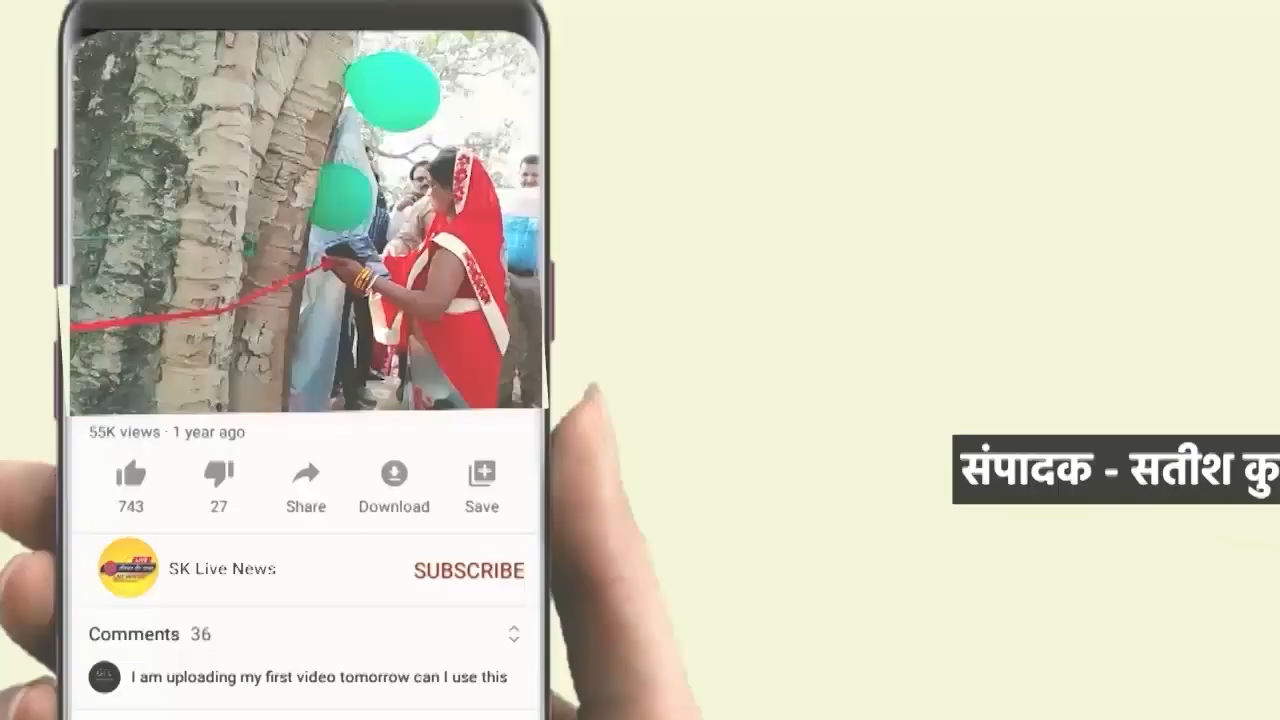 55K views · 1 year ago
743
27
Share
Download
Save
LIVE
SK Live News
SUBSCRIBE
Comments 36
I am uploading my first video tomorrow can I use this
संपादक - सतीश कु